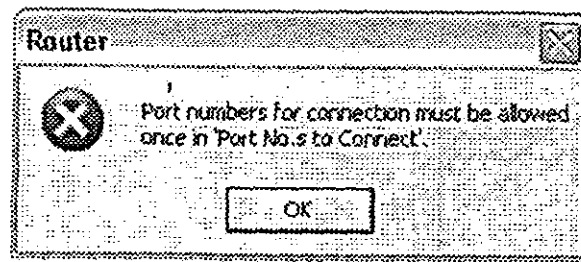 Router
Port numbers for connection must be allowed
once in 'Port No.s to Connect'.
OK